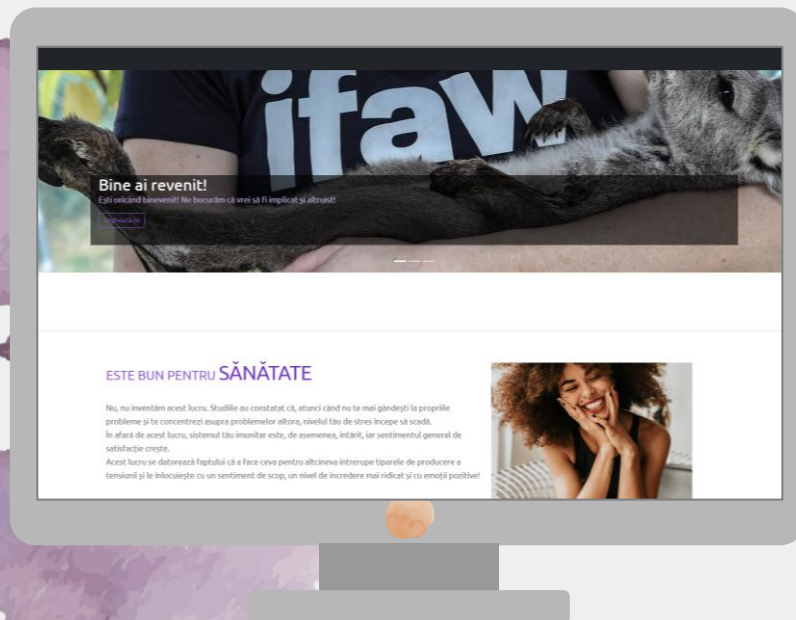 ifaw
Bine ai revenit!
Ești oricând binevenit! Ne bucurăm că vrei să fi implicat și altruist!
ESTE BUN PENTRU SĂNĂTATE
Nu, nu inventăm acest lucru. Studiile au constatat că, atunci când nu te mai gândești la propriile
probleme și te concentrezi asupra problemelor altora, nivelul tău de stres începe să scadă.
În afară de acest lucru, sistemul tău imunitar este, de asemenea, întărit, iar sentimentul general de
satisfacție crește.
Acest lucru se datorează faptului că a face ceva pentru altcineva întrerupe tiparele de producere a
tensiunii și le înlocuiește cu un sentiment de scop, un nivel de încredere mai ridicat și cu emoții pozitive!